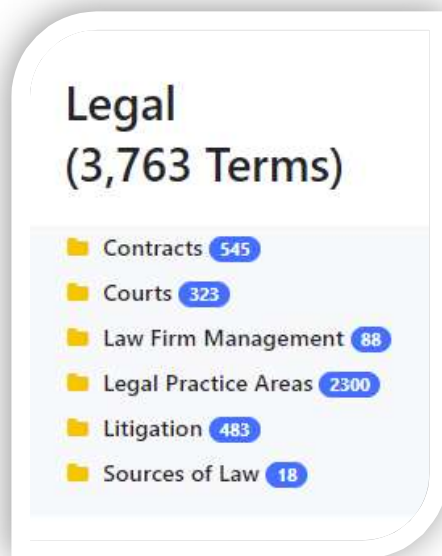 Legal
(3,763 Terms)
Contracts 545
Courts 323
Law Firm Management 88
Legal Practice Areas 2300
Litigation 483
Sources of Law 18